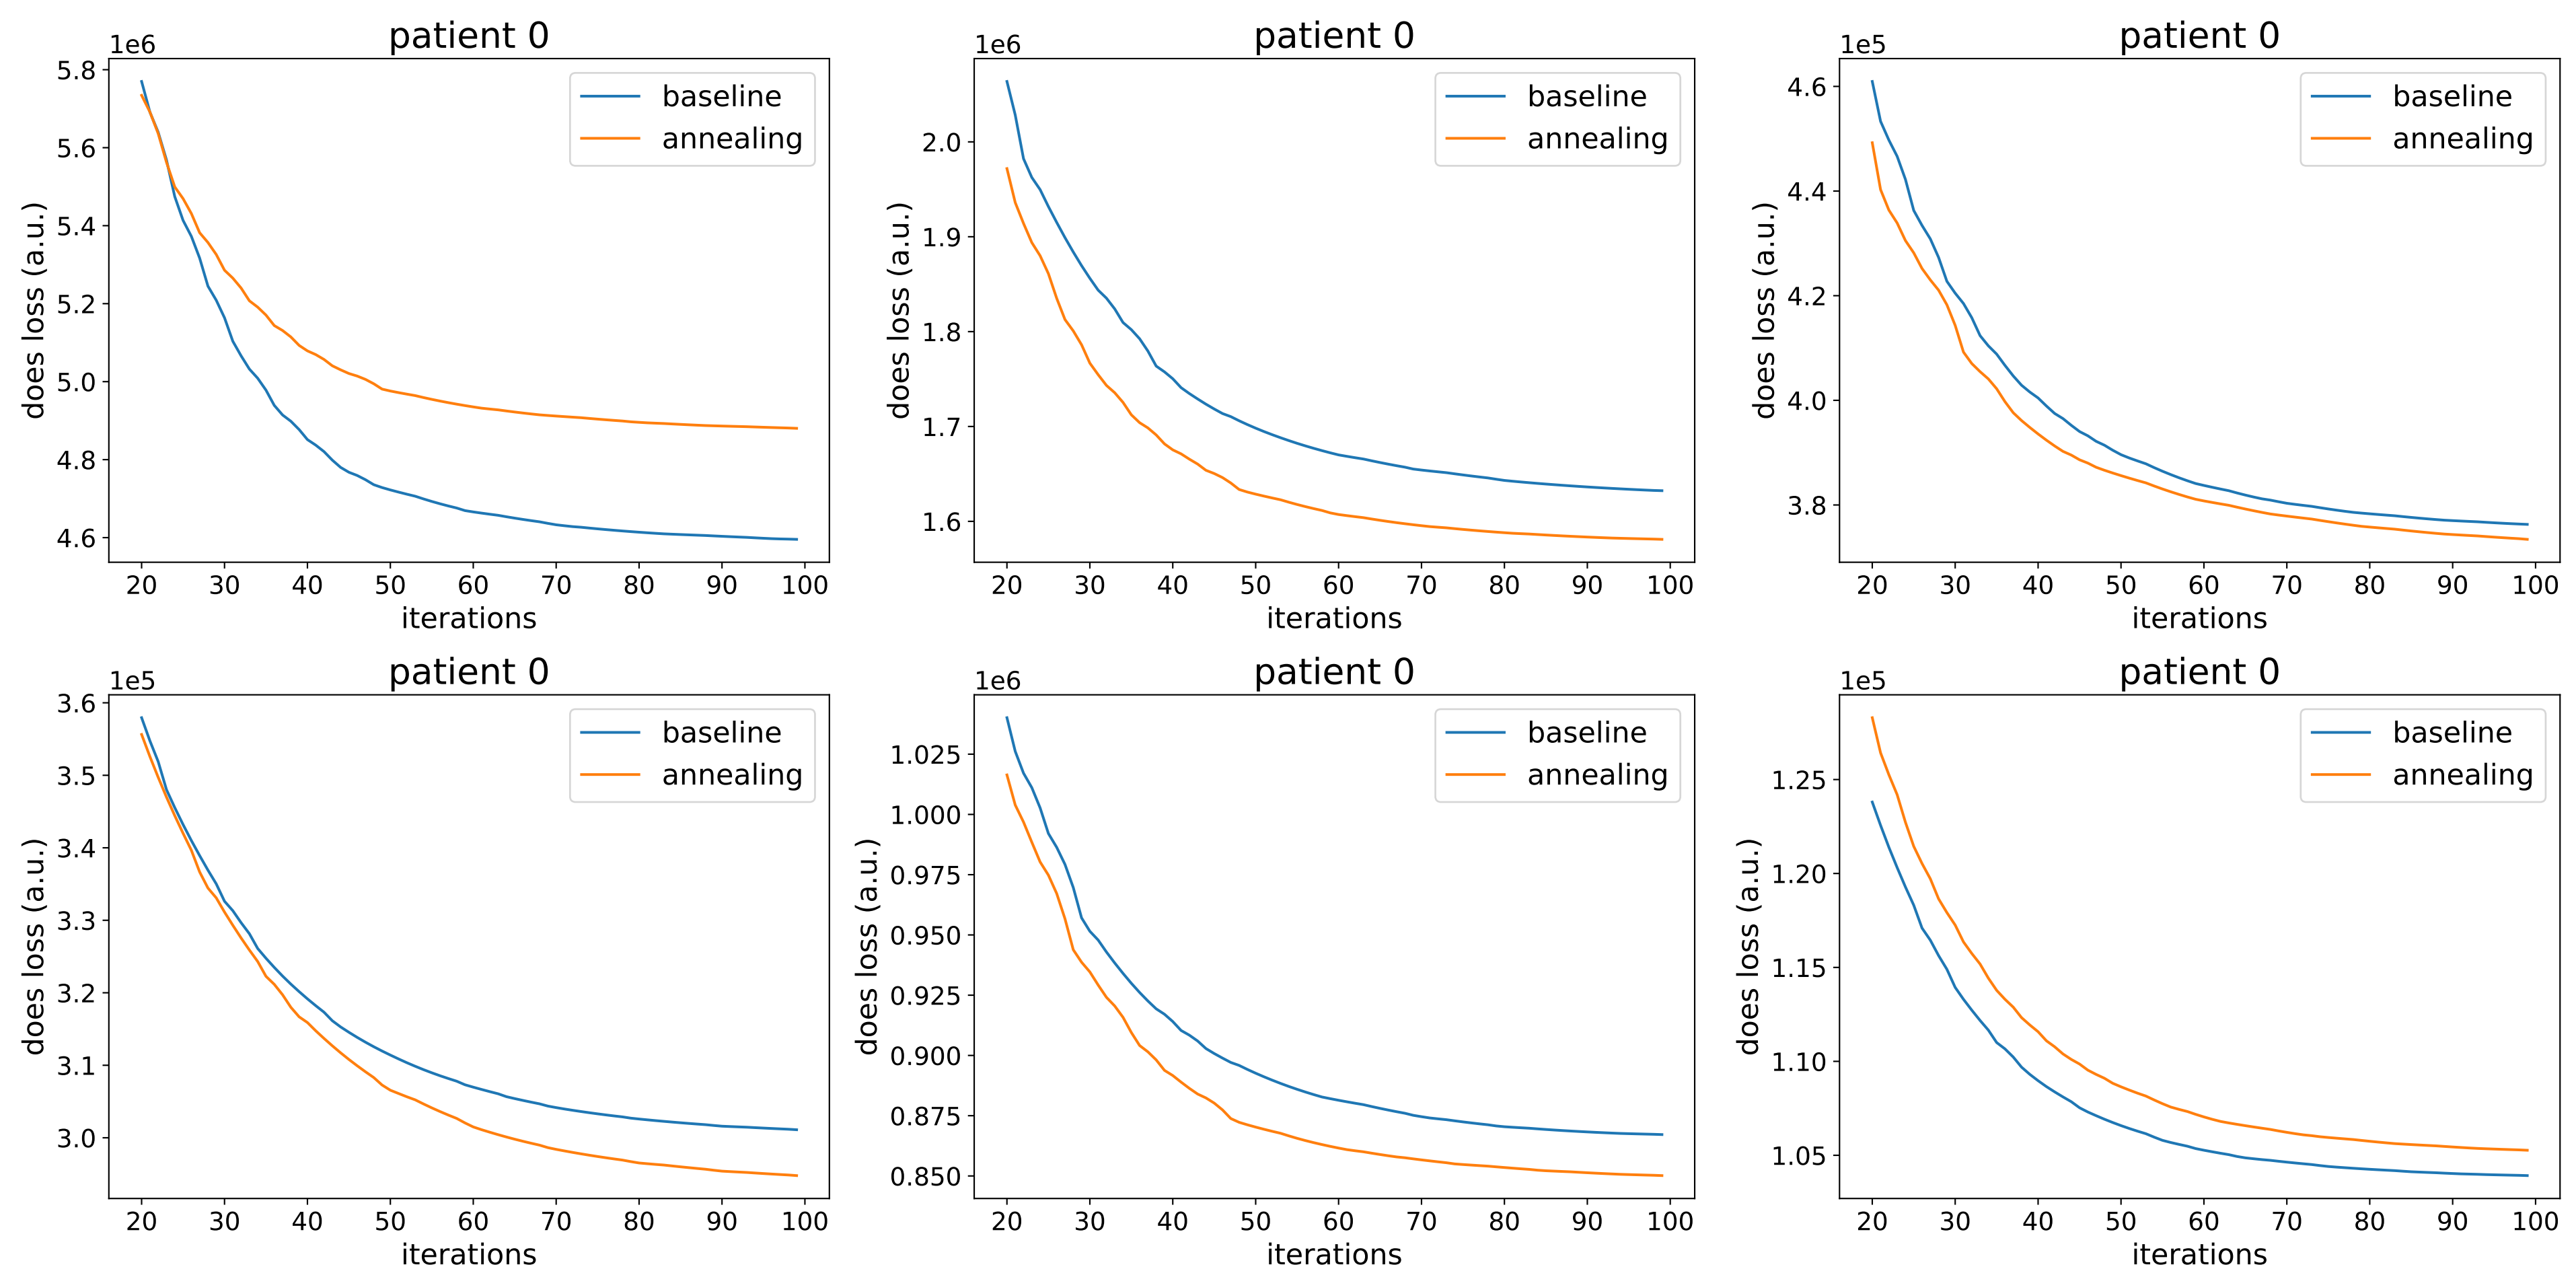 patient 0
1e6
5.8
5.6
5.4
5.2
5.0
4.8
4.6
does loss (a.u.)
baseline
annealing
20 30 40 50 60 70 80 90 100
iterations
patient 0
1e6
2.0
1.9
1.8
1.7
1.6
does loss (a.u.)
baseline
annealing
20 30 40 50 60 70 80 90 100
iterations
patient 0
1e5
4.6
4.4
4.2
4.0
3.8
does loss (a.u.)
baseline
annealing
20 30 40 50 60 70 80 90 100
iterations
patient 0
1e5
3.6
3.5
3.4
3.3
3.2
3.1
3.0
does loss (a.u.)
baseline
annealing
20 30 40 50 60 70 80 90 100
iterations
patient 0
1e6
1.025
1.000
0.975
0.950
0.925
0.900
0.875
0.850
does loss (a.u.)
baseline
annealing
20 30 40 50 60 70 80 90 100
iterations
patient 0
1e5
1.25
1.20
1.15
1.10
1.05
does loss (a.u.)
baseline
annealing
20 30 40 50 60 70 80 90 100
iterations